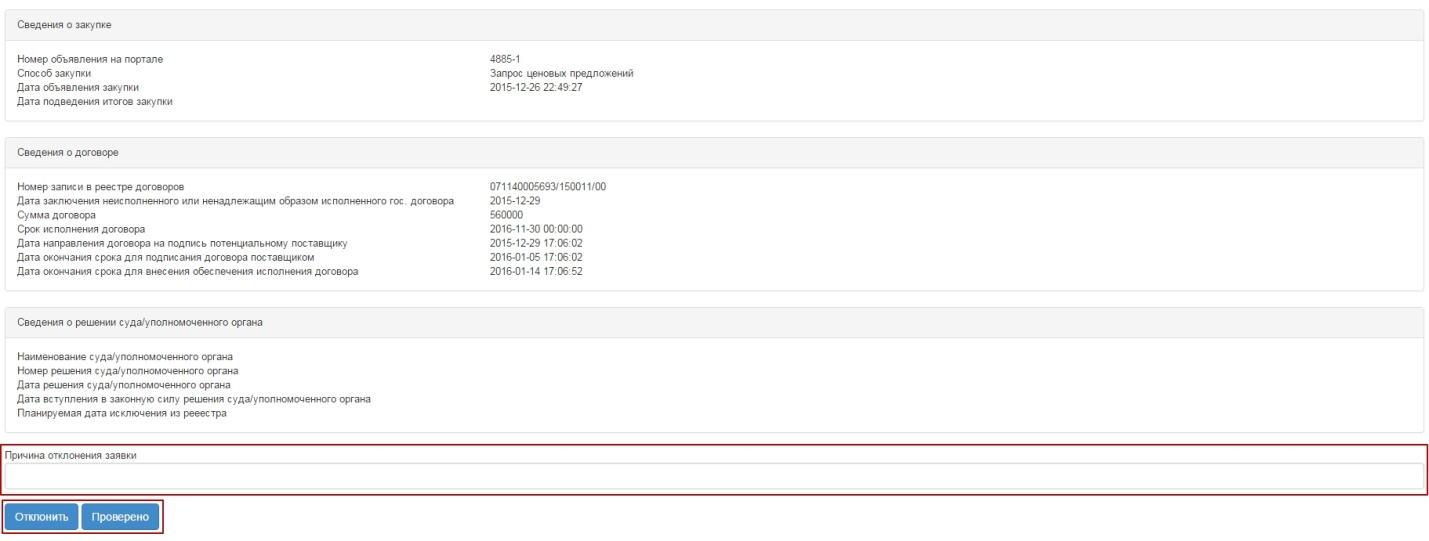 Сведения о закупке
Номер объявления на портале 4885-1
Способ закупки Запрос ценовых предложений
Дата объявления закупки 2015-12-26 22:49:27
Дата подведения итогов закупки
Сведения о договоре
Номер записи в реестре договоров 071140005693/150011/00
Дата заключения неисполненного или ненадлежащим образом исполненного гос. договора 2015-12-29
Сумма договора 560000
Срок исполнения договора 2016-11-30 00:00:00
Дата направления договора на подпись потенциальному поставщику 2015-12-29 17:06:02
Дата окончания срока для подписания договора поставщиком 2016-01-05 17:06:02
Дата окончания срока для внесения обеспечения исполнения договора 2016-01-14 17:06:52
Сведения о решении суда/уполномоченного органа
Наименование суда/уполномоченного органа
Номер решения суда/уполномоченного органа
Дата решения суда/уполномоченного органа
Дата вступления в законную силу решения суда/уполномоченного органа
Планируемая дата исключения из рееестра
Причина отклонения заявки
Отклонить Проверено